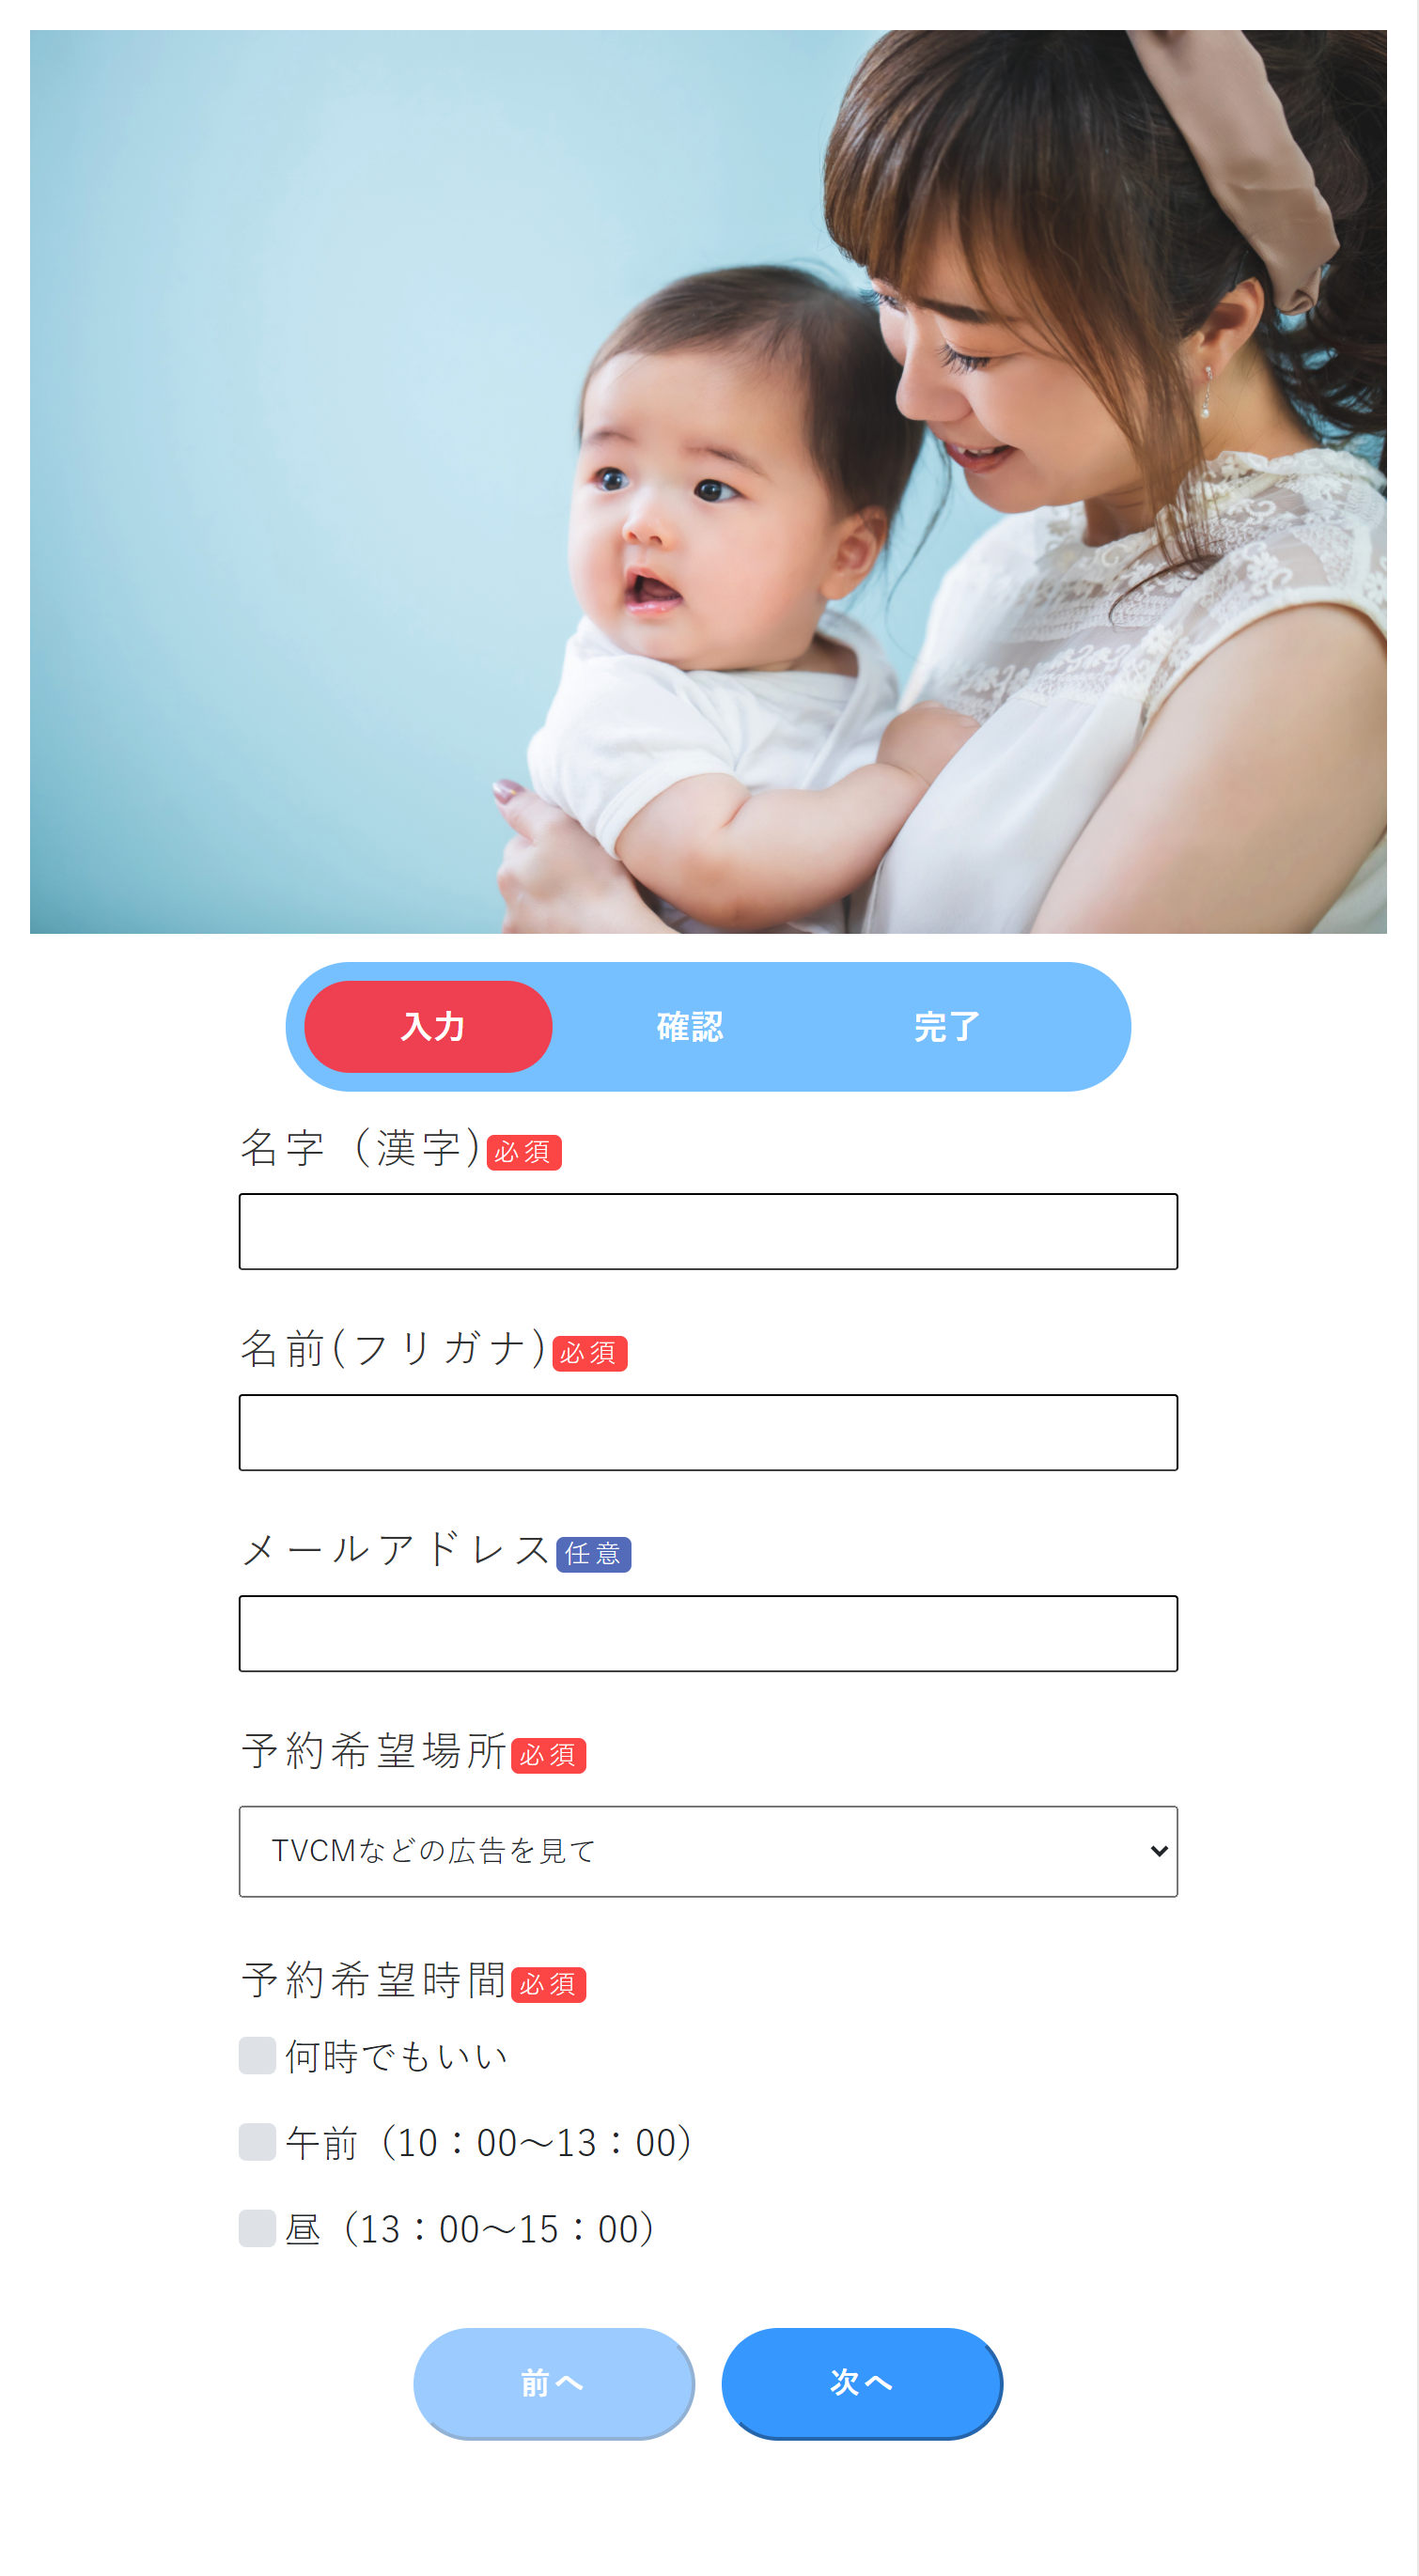 入力 確認 完了
名字（漢字)必須
名前(フリガナ)必須
メールアドレス任意
予約希望場所必須
TVCMなどの広告を見て
予約希望時間必須
何時でもいい
午前（10：00～13：00）
昼（13：00～15：00）
前へ 次へ